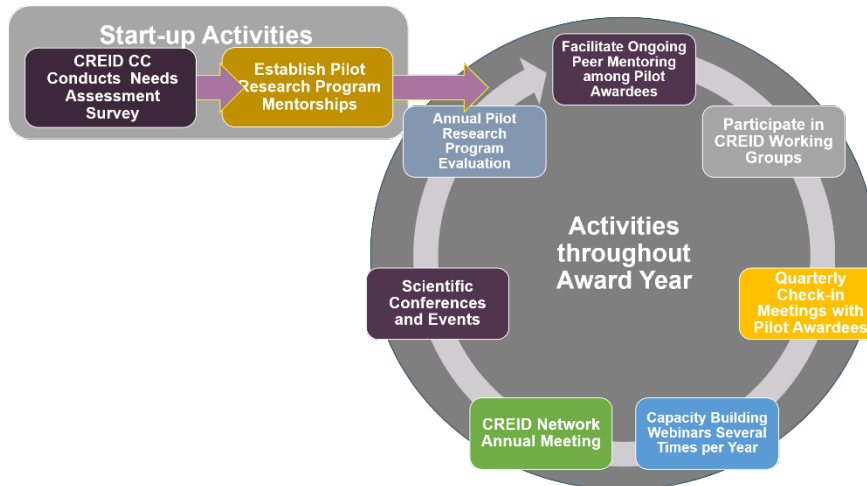 Start-up Activities
CREID CC
Conducts Needs
Assessment
Survey
Establish Pilot
Research Program
Mentorships
Facilitate Ongoing
Peer Mentoring among
Pilot Awardees
Participate in
CREID Working
Groups
Quarterly
Check-in
Meetings with
Pilot Awardees
Capacity Building
Webinars Several
Times per Year
CREID Network
Annual Meeting
Scientific
Conferences
and Events
Annual Pilot
Research
Program
Evaluation
Activities
throughout
Award Year